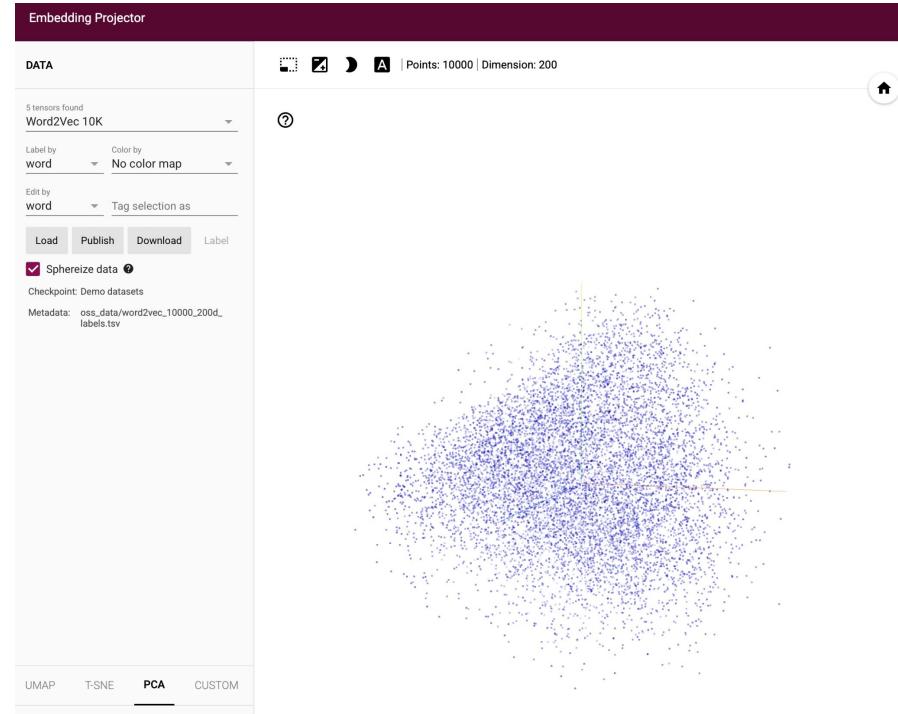 Embedding Projector
DATA
A | Points: 10000 | Dimension: 200
5 tensors found
Word2Vec 10K
Label by Color by
word No color map
Edit by
word Tag selection as
Load Publish Download Label
Sphereize data ?
Checkpoint: Demo datasets
Metadata: oss_data/word2vec_10000_200d_
labels.tsv
UMAP T-SNE PCA CUSTOM